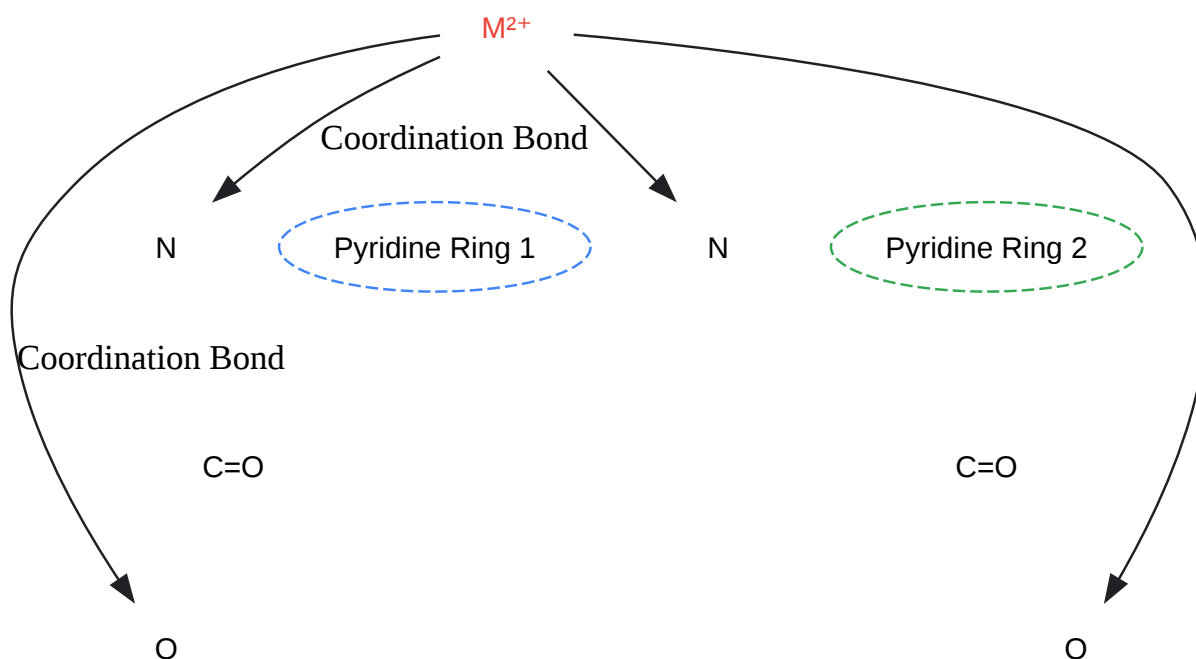 M²⁺
Coordination Bond
N
Pyridine Ring 1
N
Pyridine Ring 2
Coordination Bond
C=O
C=O
O
O